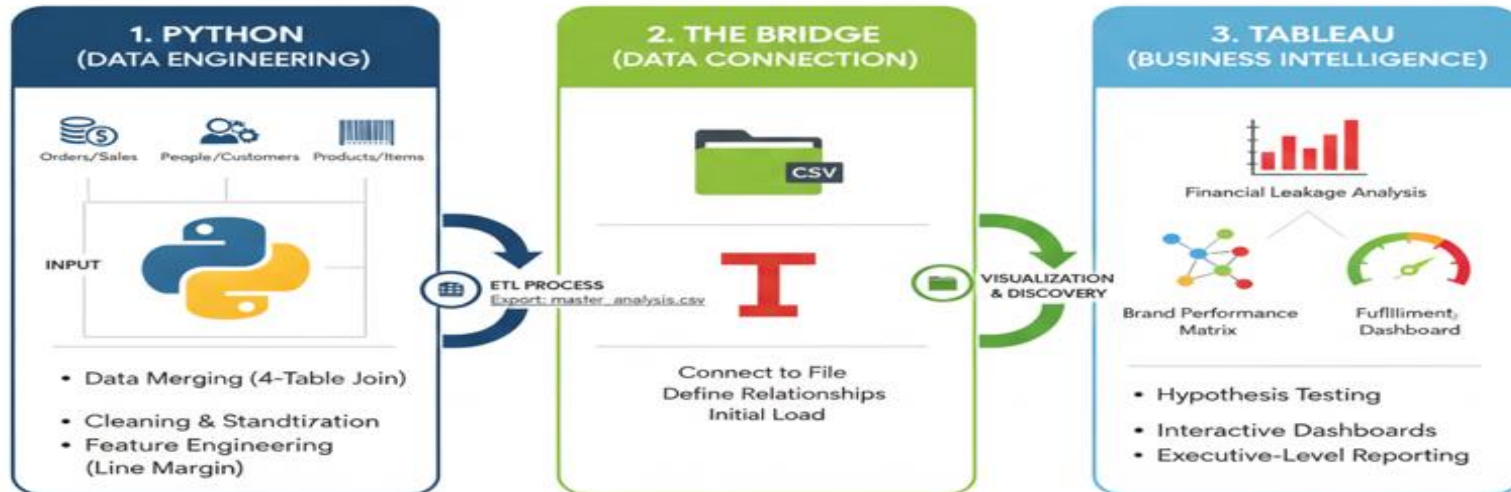 1. PYTHON
(DATA ENGINEERING)
Orders/Sales
People/Customers
Products/Items
INPUT
• Data Merging (4-Table Join)
• Cleaning & Standtization
• Feature Engineering
(Line Margin)
ETL PROCESS
Export: master_analysis.csv
2. THE BRIDGE
(DATA CONNECTION)
CSV
Connect to File
Define Relationships
Initial Load
VISUALIZATION
& DISCOVERY
3. TABLEAU
(BUSINESS INTELLIGENCE)
Financial Leakage Analysis
Brand Performance
Matrix
Fufllliment
Dashboard
• Hypothesis Testing
• Interactive Dashboards
• Executive-Level Reporting